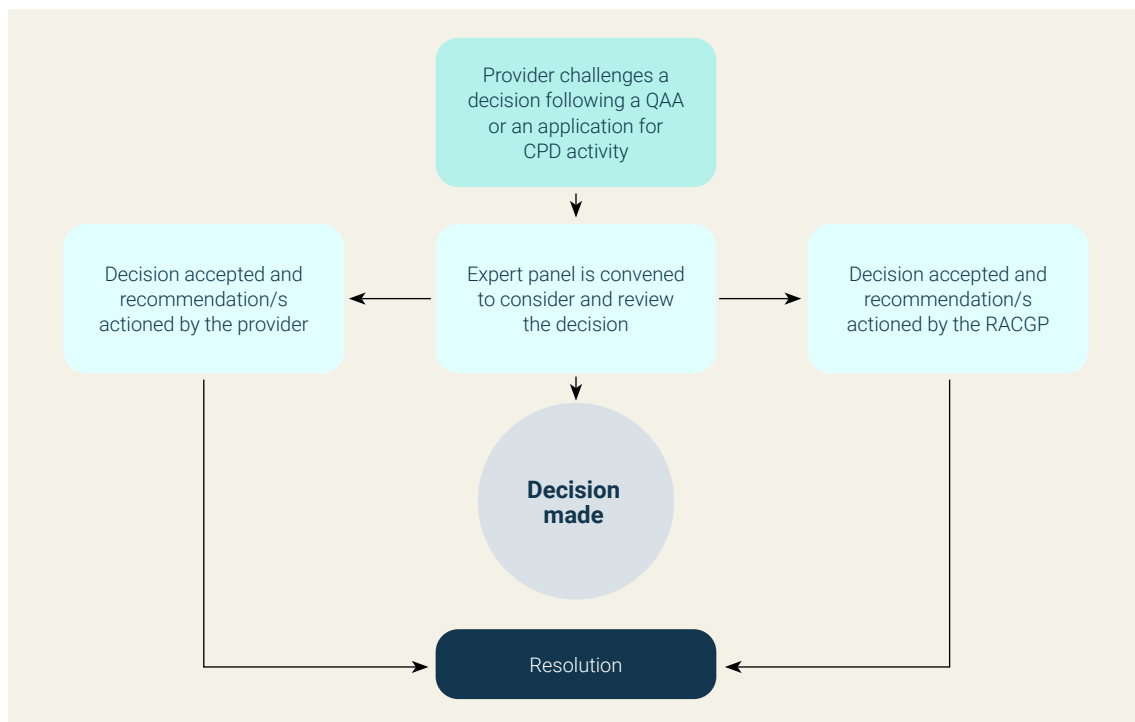 Provider challenges a
decision following a QAA
or an application for
CPD activity
Decision accepted and
recommendation/s
actioned by the provider
Expert panel is convened
to consider and review
the decision
Decision accepted and
recommendation/s
actioned by the RACGP
Decision
made
Resolution